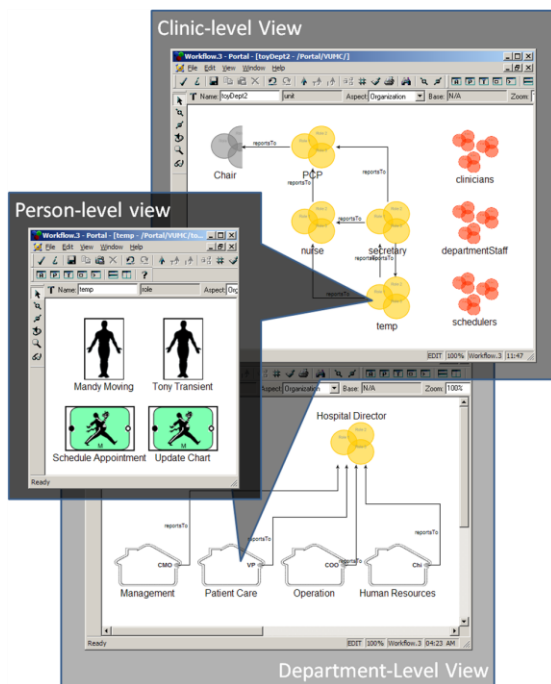 Clinic-level View
Workflow.3 - Portal - [toyDept2 - /Portal/VUMC/]
File Edit View Window Help
Name: toyDept2 unit Aspect: Organization Base: N/A Zoom:
reportsTo
Chair
PCP
clinicians
reportsTo
reportsTo
reportsTo
nurse
secretary
departmentStaff
reportsTo
reportsTo
reportsTo
temp
schedulers
EDIT 100% Workflow.3 11:47
Person-level view
Workflow.3 - Portal - [temp - /Portal/VUMC/to...
File Edit View Window Help
Name: temp role Aspect: Org
Mandy Moving
Tony Transient
M
M
Schedule Appointment
Update Chart
Ready
Aspect: Organization Base: N/A Zoom: 100%
Hospital Director
reportsTo
reportsTo
reportsTo
reportsTo
CMO
VP
COO
Chi
Management
Patient Care
Operation
Human Resources
Ready
EDIT 100% Workflow.3 04:23 AM
Department-Level View